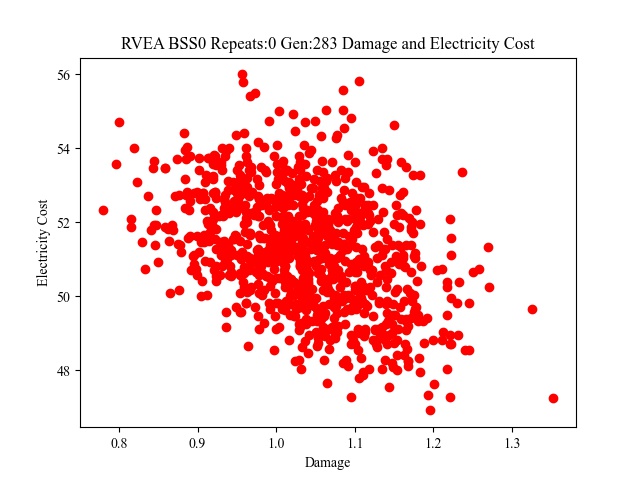 RVEA BSS0 Repeats:0 Gen:283 Damage and Electricity Cost
56
54
52
50
48
Electricity Cost
0.8 0.9 1.0 1.1 1.2 1.3
Damage